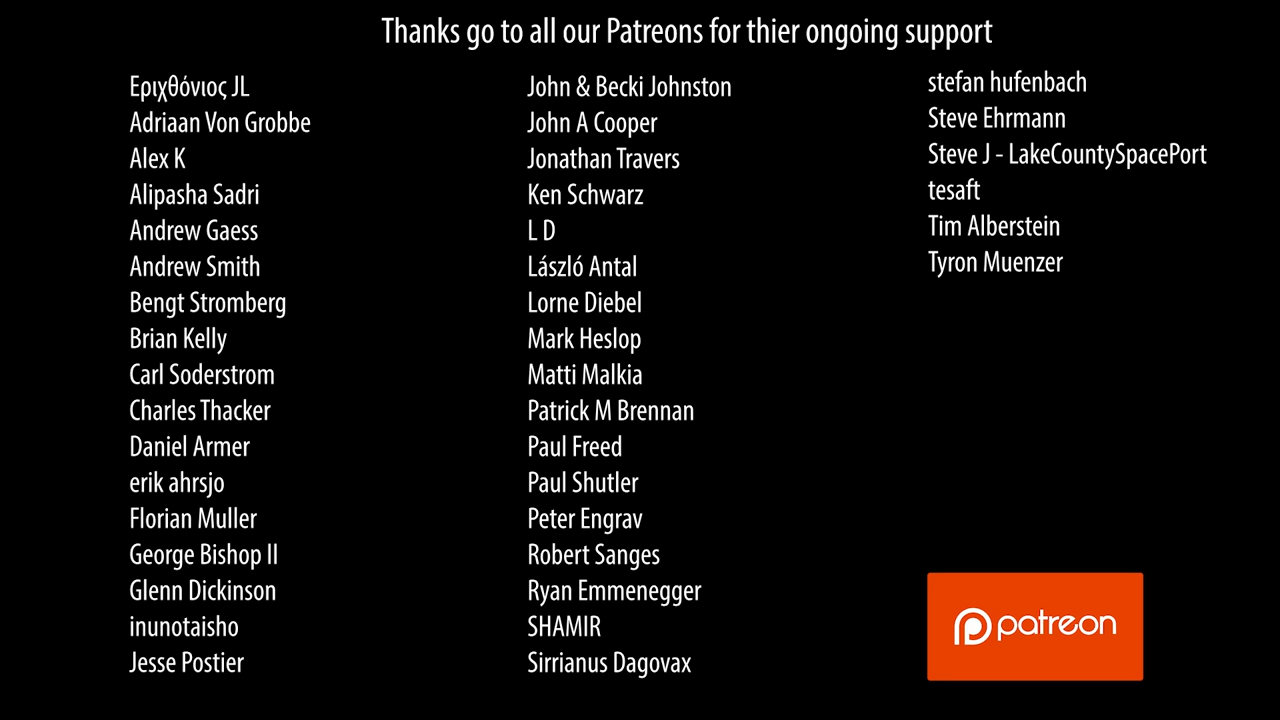 Thanks go to all our Patreons for thier ongoing support
Εριχθόνιος JL
Adriaan Von Grobbe
Alex K
Alipasha Sadri
Andrew Gaess
Andrew Smith
Bengt Stromberg
Brian Kelly
Carl Soderstrom
Charles Thacker
Daniel Armer
erik ahrsjo
Florian Muller
George Bishop II
Glenn Dickinson
inunotaisho
Jesse Postier
John & Becki Johnston
John A Cooper
Jonathan Travers
Ken Schwarz
L D
László Antal
Lorne Diebel
Mark Heslop
Matti Malkia
Patrick M Brennan
Paul Freed
Paul Shutler
Peter Engrav
Robert Sanges
Ryan Emmenegger
SHAMIR
Sirrianus Dagovax
stefan hufenbach
Steve Ehrmann
Steve J - LakeCountySpacePort
tesaft
Tim Alberstein
Tyron Muenzer
patreon